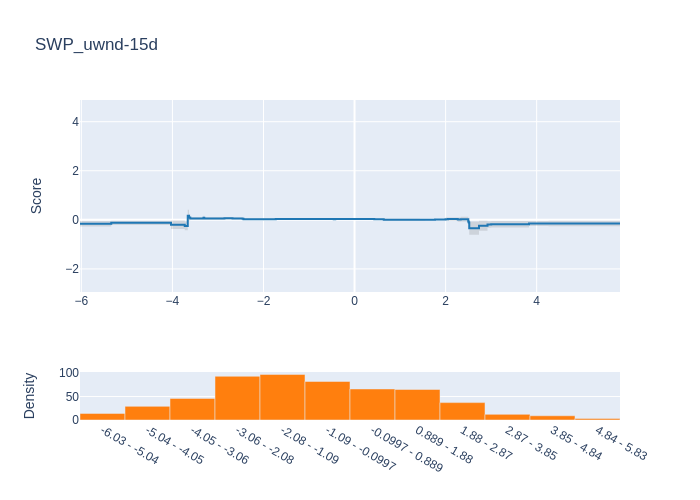 SWP_uwnd-15d
Score
4
2
0
−2
−6
−4
−2
0
2
4
Density
100
50
0
-6.03 - -5.04
-5.04 - -4.05
-4.05 - -3.06
-3.06 - -2.08
-2.08 - -1.09
-1.09 - -0.0997
-0.0997 - 0.889
0.889 - 1.88
1.88 - 2.87
2.87 - 3.85
3.85 - 4.84
4.84 - 5.83